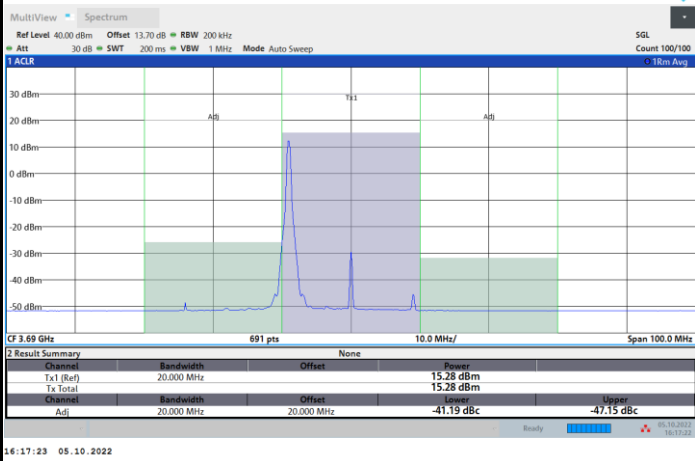 MultiView Spectrum
Ref Level 40.00 dBm Offset 13.70 dB RBW 200 kHz SGL
Att 30 dB SWT 200 ms VBW 1 MHz Mode Auto Sweep Count 100/100
1 ACLR 1Rm Avg
30 dBm
Tx1
20 dBm
Adj Adj
10 dBm
0 dBm
-10 dBm
-20 dBm
-30 dBm
-40 dBm
-50 dBm
CF 3.69 GHz 691 pts 10.0 MHz/ Span 100.0 MHz
2 Result Summary None
Channel Bandwidth Offset Power
Tx1 (Ref) 20.000 MHz 15.28 dBm
Tx Total 15.28 dBm
Channel Bandwidth Offset Lower Upper
Adj 20.000 MHz 20.000 MHz -41.19 dBc -47.15 dBc
Ready 05.10.2022
16:17:22
16:17:23 05.10.2022